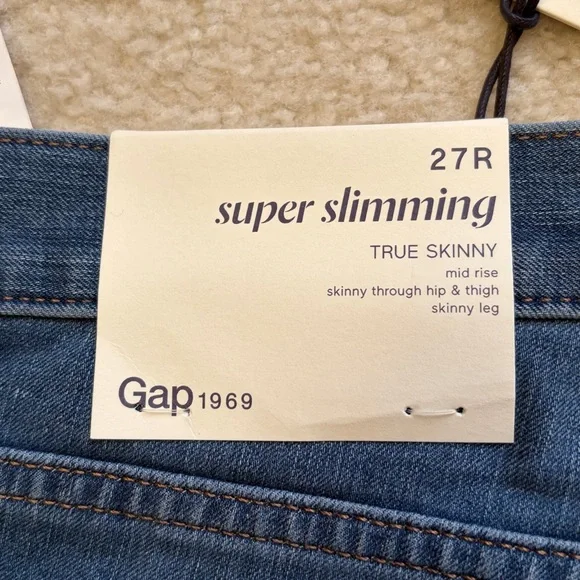 27R
super slimming
TRUE SKINNY
mid rise
skinny through hip & thigh
skinny leg
Gap 1969